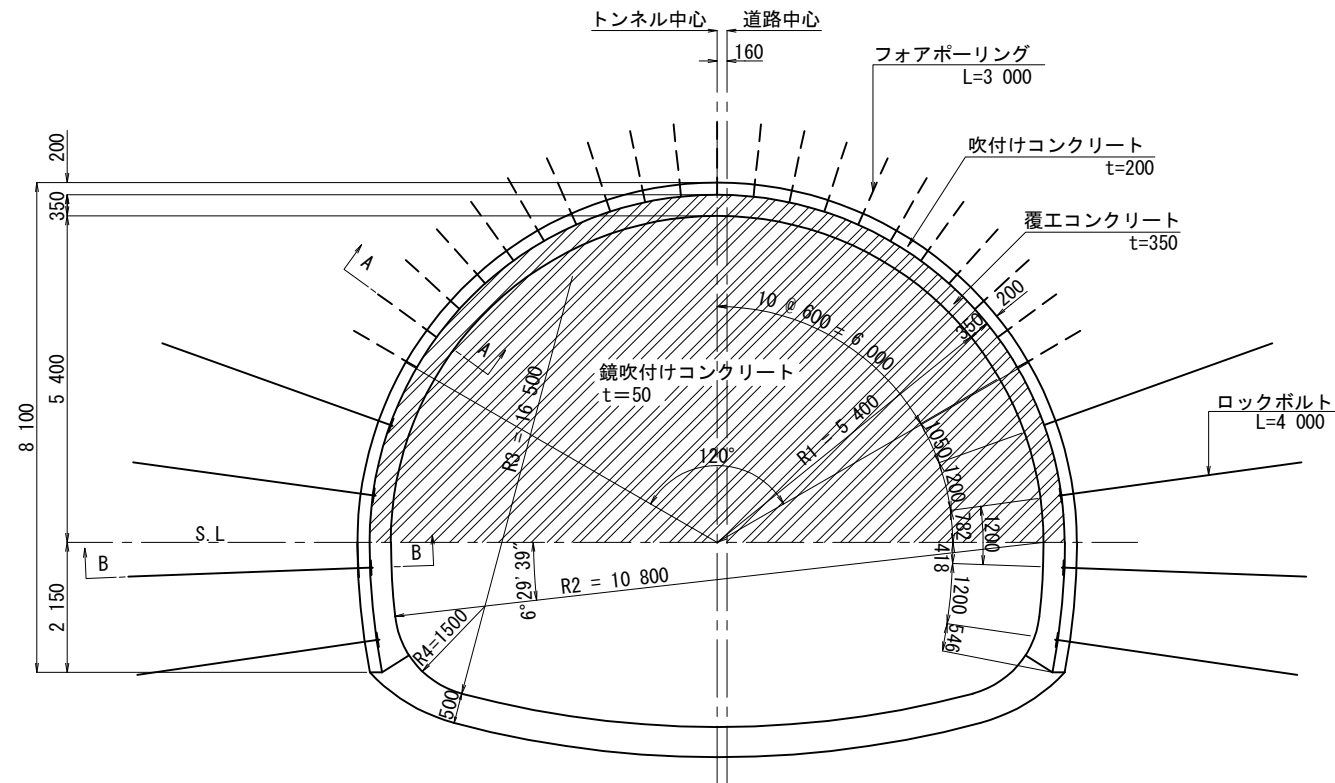 トンネル中心
道路中心
160
フォアポーリング
L=3 000
吹付けコンクリート
t=200
覆工コンクリート
t=350
200
350
5 400
8 100
2 150
A
A
10 @ 600 = 6 000
350
200
鏡吹付けコンクリート
t=50
R3 = 16 500
R1 = 5 400
120°
1050
1200
782
1200
418
1200
546
ロックボルト
L=4 000
S.L
B
B
6°29'39"
R2 = 10 800
R4=1500
500